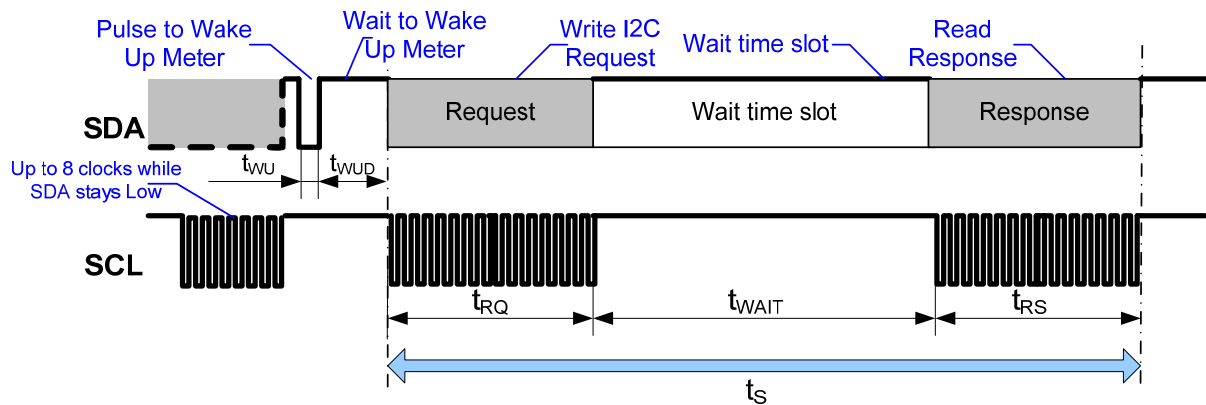 Pulse to Wake
Up Meter
Wait to Wake
Up Meter
Write I2C
Request
Wait time slot
Read
Response
SDA
Request
Wait time slot
Response
tWU
tWUD
Up to 8 clocks while
SDA stays Low
SCL
tRQ
tWAIT
tRS
tS